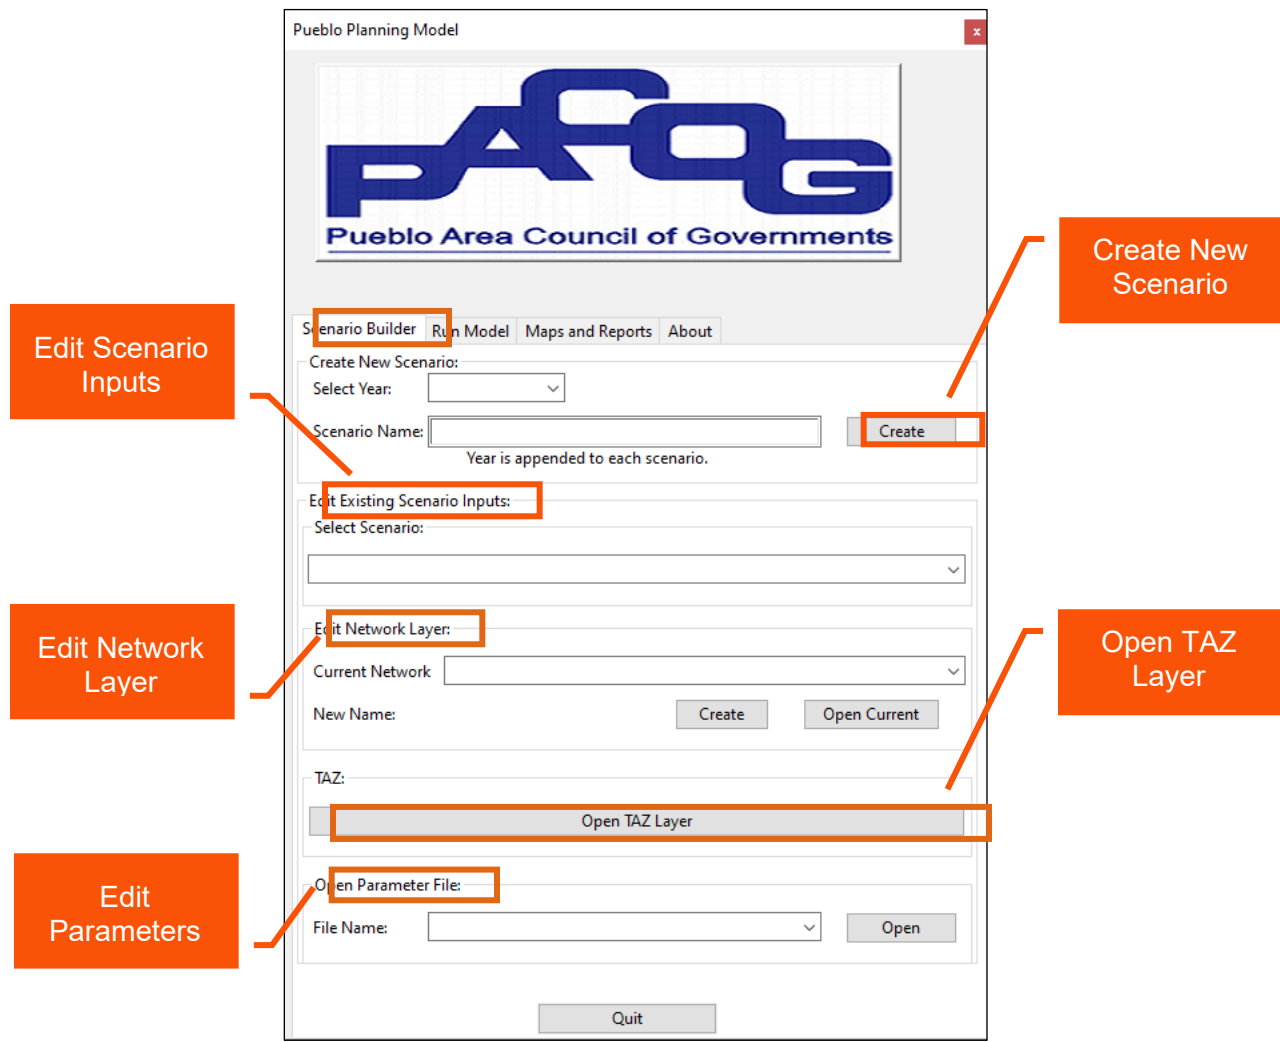 Pueblo Planning Model
x
PACOG
Pueblo Area Council of Governments
Create New
Scenario
Edit Scenario
Inputs
Scenario Builder Run Model Maps and Reports About
Create New Scenario:
Select Year:
Scenario Name: Create
Year is appended to each scenario.
Edit Existing Scenario Inputs:
Select Scenario:
Edit Network
Layer
Edit Network Layer:
Current Network
New Name: Create Open Current
Open TAZ
Layer
TAZ:
Open TAZ Layer
Edit
Parameters
Open Parameter File:
File Name: Open
Quit